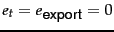 e_t = e_export = 0